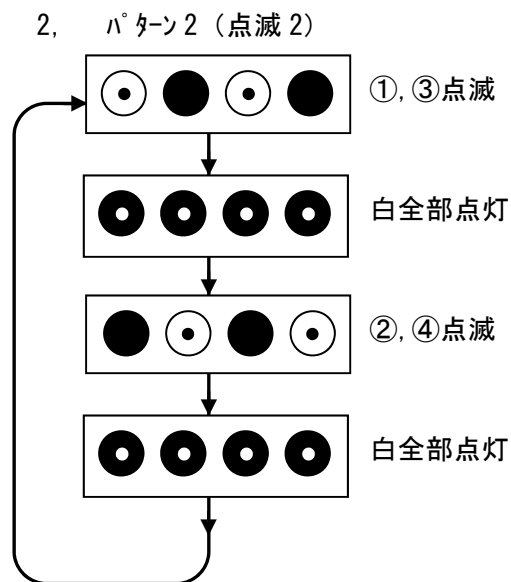 2, パターン2（点滅2）
①,③点滅
白全部点灯
②,④点滅
白全部点灯